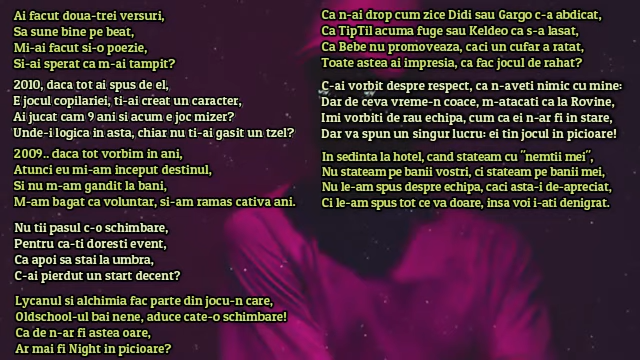 Ai facut doua-trei versuri,
Sa sune bine pe beat,
Mi-ai facut si-o poezie,
Si-ai sperat ca m-ai tampit?
2010, daca tot ai spus de el,
E jocul copilariei, ti-ai creat un caracter,
Ai jucat cam 9 ani si acum e joc mizer?
Unde-i logica in asta, chiar nu ti-ai gasit un tzel?
2009.. daca tot vorbim in ani,
Atunci eu mi-am inceput destinul,
Si nu m-am gandit la bani,
M-am bagat ca voluntar, si-am ramas cativa ani.
Nu tii pasul c-o schimbare,
Pentru ca-ti doresti event,
Ca apoi sa stai la umbra,
C-ai pierdut un start decent?
Lycanul si alchimia fac parte din jocu-n care,
Oldschool-ul bai nene, aduce cate-o schimbare!
Ca de n-ar fi astea oare,
Ar mai fi Night in picioare?
Ca n-ai drop cum zice Didi sau Gargo c-a abdicat,
Ca TipTil acuma fuge sau Keldeo ca s-a lasat,
Ca Bebe nu promoveaza, caci un cufar a ratat,
Toate astea ai impresia, ca fac jocul de rahat?
C-ai vorbit despre respect, ca n-aveti nimic cu mine:
Dar de ceva vreme-n coace, m-atacati ca la Rovine,
Imi vorbiti de rau echipa, cum ca ei n-ar fi in stare,
Dar va spun un singur lucru: ei tin jocul in picioare!
In sedinta la hotel, cand stateam cu "nemtii mei",
Nu stateam pe banii vostri, ci stateam pe banii mei,
Nu le-am spus despre echipa, caci asta-i de-apreciat,
Ci le-am spus tot ce va doare, insa voi i-ati denigrat.